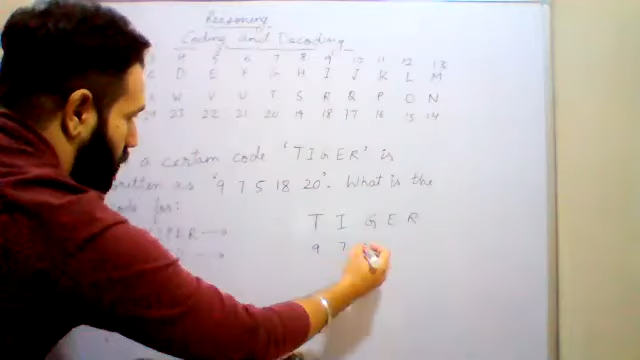 Reasoning
Coding and Decoding
4 5 6 7 8 9 10 11 12 13
C D E F G H I J K L M
W V U T S R Q P O N
24 23 22 21 20 19 18 17 16 15 14
a certain code 'TIGER' is
written as '9 7 5 18 20'. What is the
code for:
T I G E R
9 7